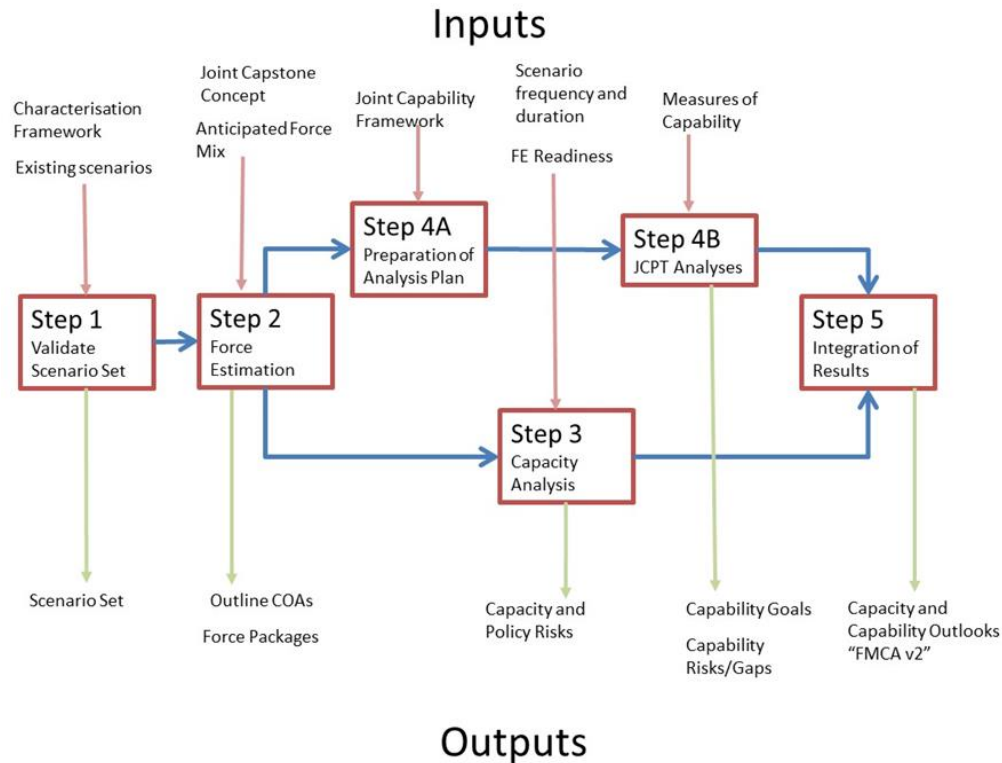 Inputs
Characterisation
Framework
Existing scenarios
Joint Capstone
Concept
Anticipated Force
Mix
Joint Capability
Framework
Scenario
frequency and
duration
FE Readiness
Measures of
Capability
Step 1
Validate
Scenario Set
Step 2
Force
Estimation
Step 4A
Preparation of
Analysis Plan
Step 3
Capacity
Analysis
Step 4B
JCPT Analyses
Step 5
Integration of
Results
Scenario Set
Outline COAs
Force Packages
Capacity and
Policy Risks
Capability Goals
Capability
Risks/Gaps
Capacity and
Capability Outlooks
“FMCA v2”
Outputs